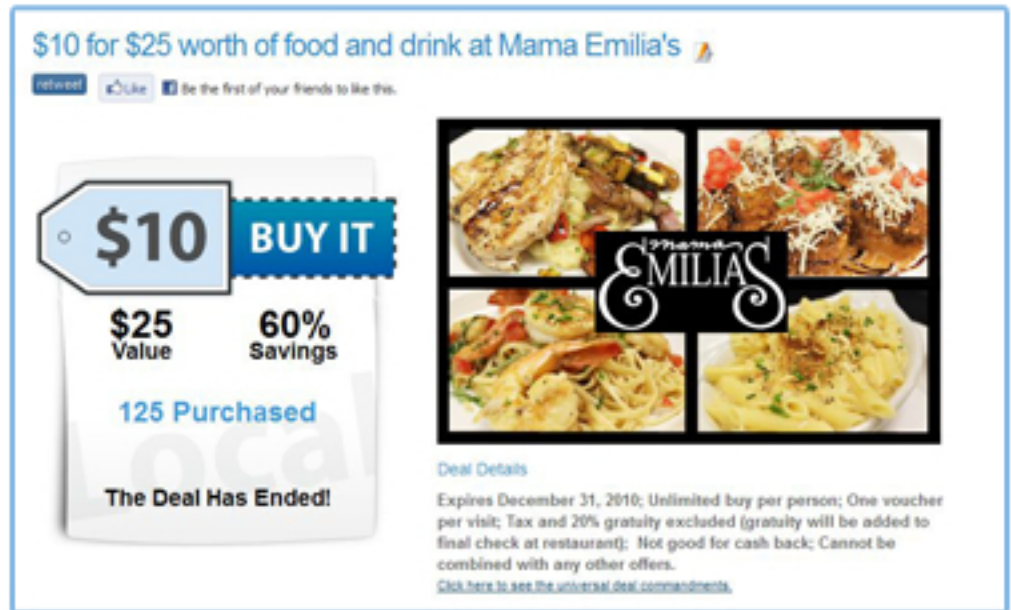 $10 for $25 worth of food and drink at Mama Emilia's
retweet Like Be the first of your friends to like this.
$10 BUY IT
$25 60%
Value Savings
125 Purchased
Local
The Deal Has Ended!
mama
EMILIAS
Deal Details
Expires December 31, 2010; Unlimited buy per person; One voucher
per visit; Tax and 20% gratuity excluded (gratuity will be added to
final check at restaurant); Not good for cash back; Cannot be
combined with any other offers.
Click here to see the universal deal commandments.